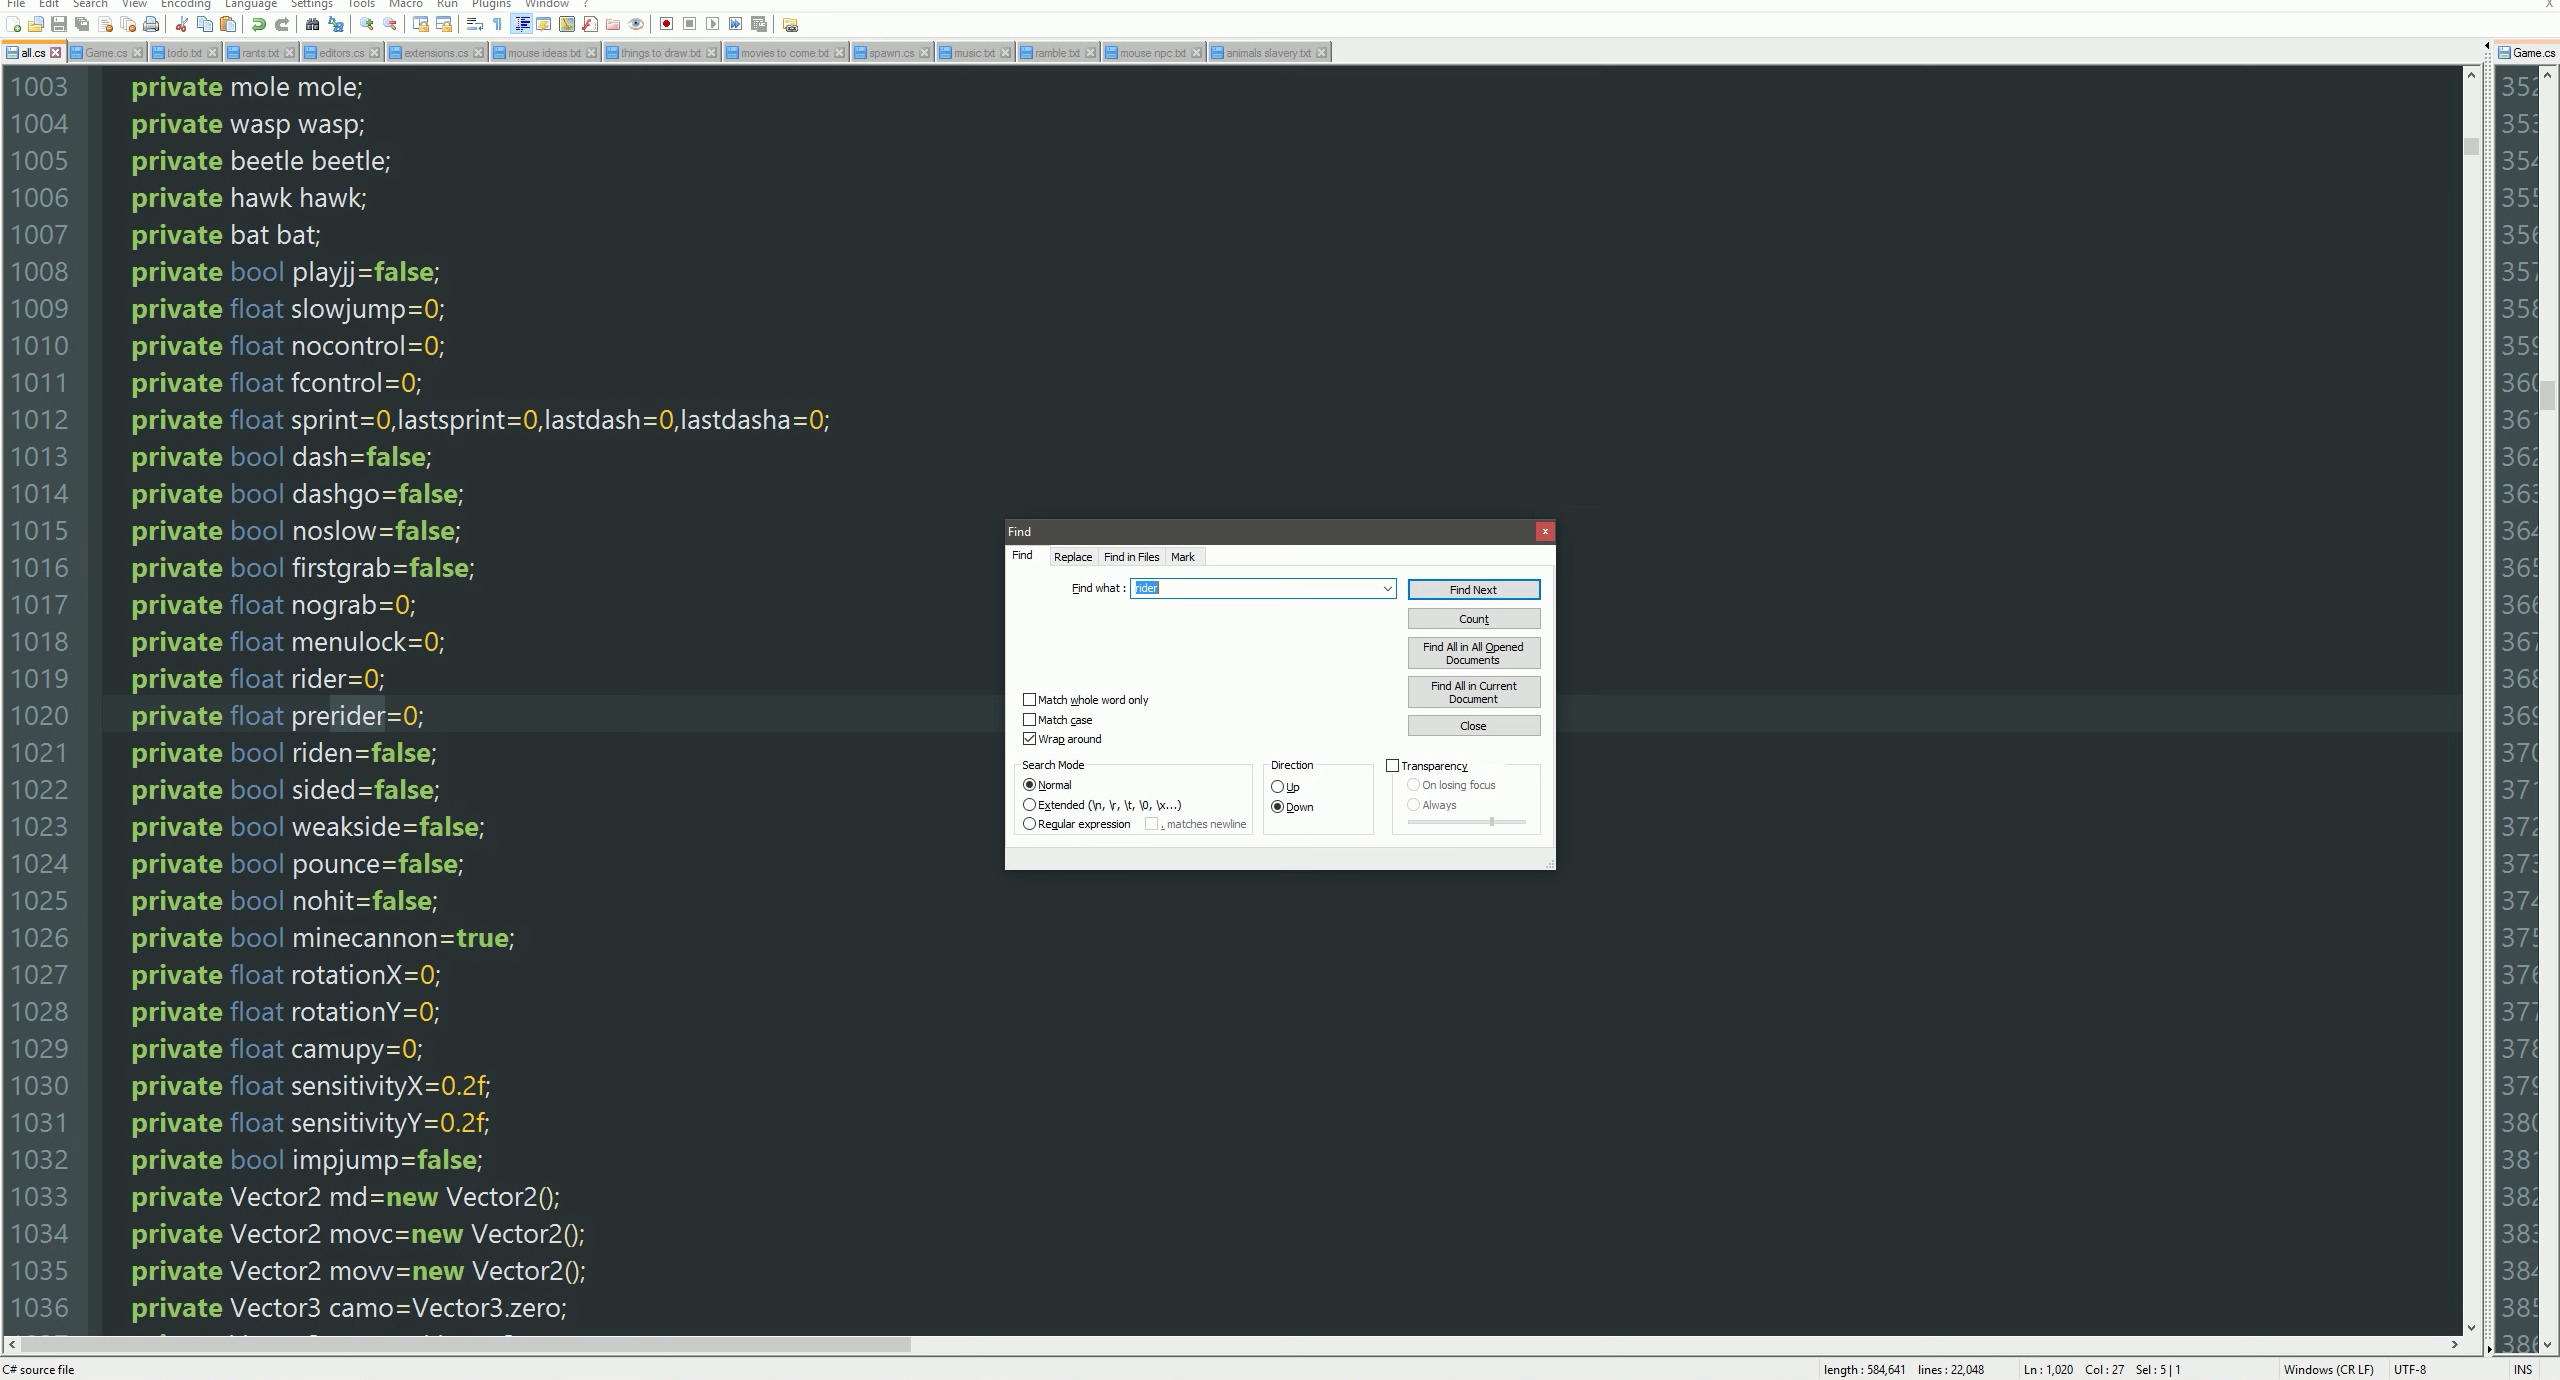 File Edit Search View Encoding Language Settings Tools Macro Run Plugins Window ? X
all.cs Game.cs todo.txt rants.txt editors.cs extensions.cs mouse ideas.txt things to draw.txt movies to come.txt spawn.cs music.txt ramble.txt mouse npc.txt animals slavery.txt Game.cs
1003 private mole mole;
1004 private wasp wasp;
1005 private beetle beetle;
1006 private hawk hawk;
1007 private bat bat;
1008 private bool playjj=false;
1009 private float slowjump=0;
1010 private float nocontrol=0;
1011 private float fcontrol=0;
1012 private float sprint=0,lastsprint=0,lastdash=0,lastdasha=0;
1013 private bool dash=false;
1014 private bool dashgo=false;
1015 private bool noslow=false;
1016 private bool firstgrab=false;
1017 private float nograb=0;
1018 private float menulock=0;
1019 private float rider=0;
1020 private float prerider=0;
1021 private bool riden=false;
1022 private bool sided=false;
1023 private bool weakside=false;
1024 private bool pounce=false;
1025 private bool nohit=false;
1026 private bool minecannon=true;
1027 private float rotationX=0;
1028 private float rotationY=0;
1029 private float camupy=0;
1030 private float sensitivityX=0.2f;
1031 private float sensitivityY=0.2f;
1032 private bool impjump=false;
1033 private Vector2 md=new Vector2();
1034 private Vector2 movc=new Vector2();
1035 private Vector2 movv=new Vector2();
1036 private Vector3 camo=Vector3.zero;
Find
Find Replace Find in Files Mark
Find what : rider Find Next
Count
Find All in All Opened
Documents
Find All in Current
Document
Close
Match whole word only
Match case
Wrap around
Search Mode
Normal
Extended (\n, \r, \t, \0, \x...)
Regular expression . matches newline
Direction
Up
Down
Transparency
On losing focus
Always
C# source file length : 584,641 lines : 22,048 Ln : 1,020 Col : 27 Sel : 5 | 1 Windows (CR LF) UTF-8 INS